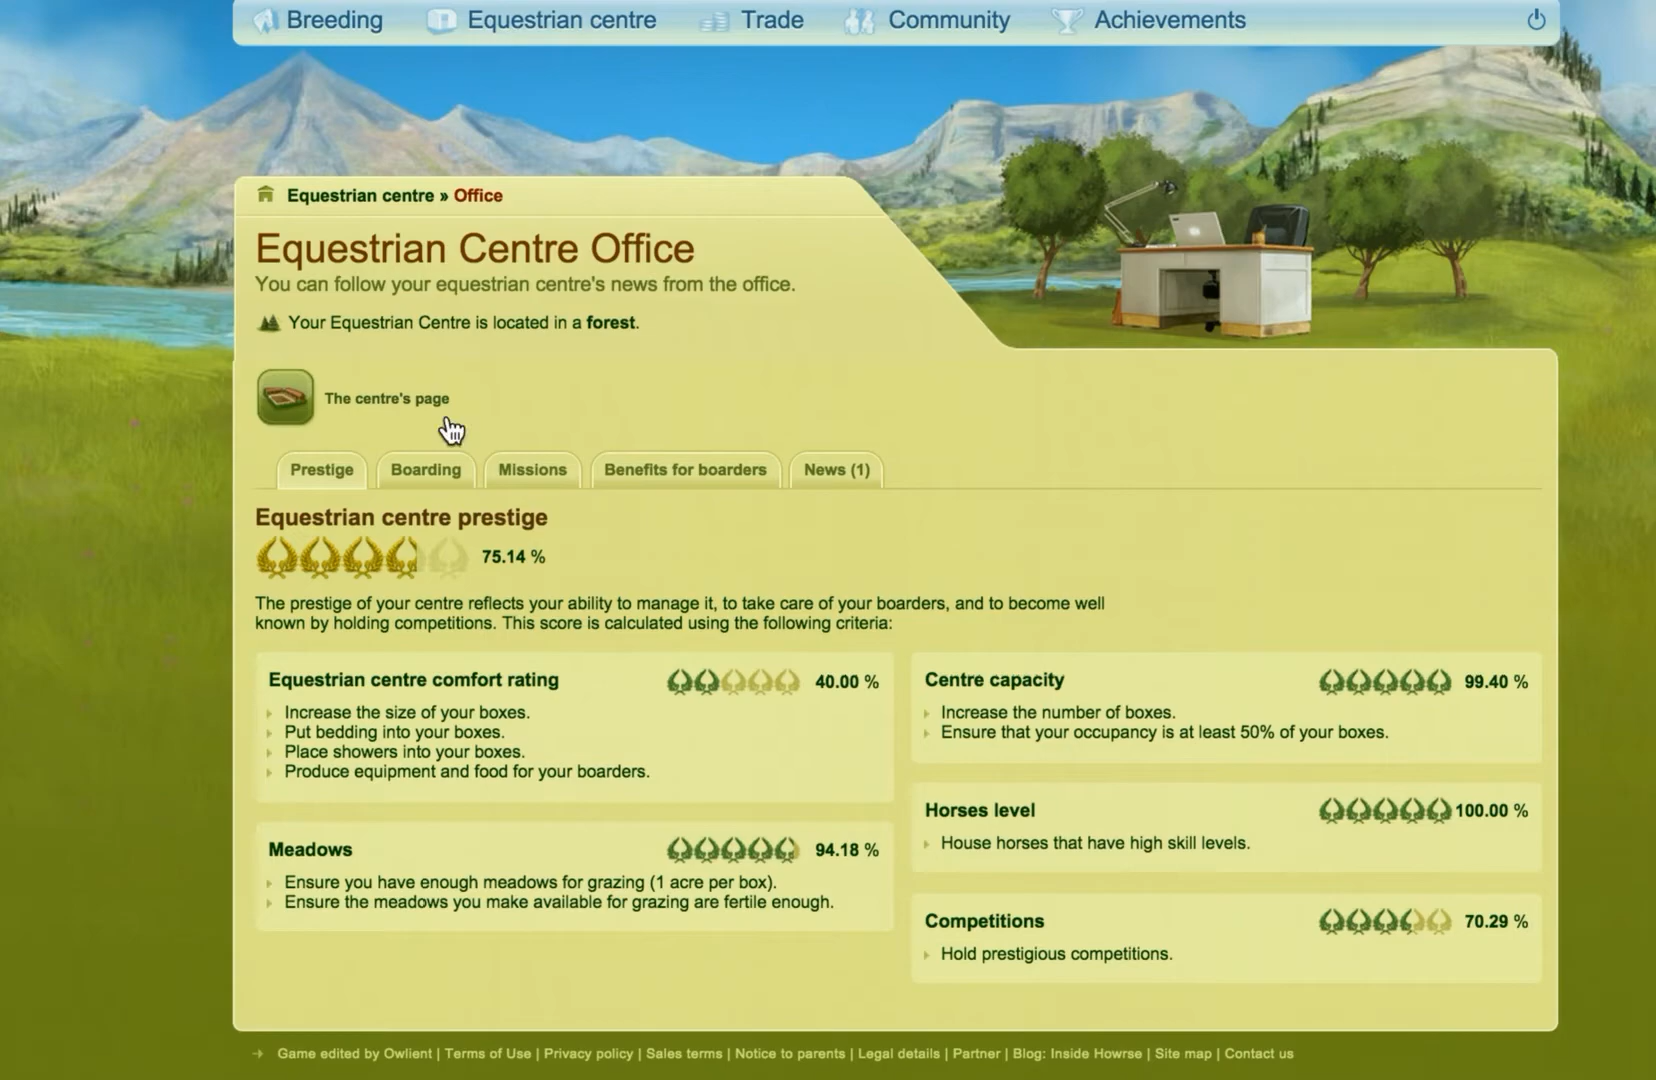 Breeding Equestrian centre Trade Community Achievements
Equestrian centre » Office
Equestrian Centre Office
You can follow your equestrian centre's news from the office.
Your Equestrian Centre is located in a forest.
The centre's page
Prestige Boarding Missions Benefits for boarders News (1)
Equestrian centre prestige
75.14 %
The prestige of your centre reflects your ability to manage it, to take care of your boarders, and to become well
known by holding competitions. This score is calculated using the following criteria:
Equestrian centre comfort rating 40.00 %
Increase the size of your boxes.
Put bedding into your boxes.
Place showers into your boxes.
Produce equipment and food for your boarders.
Meadows 94.18 %
Ensure you have enough meadows for grazing (1 acre per box).
Ensure the meadows you make available for grazing are fertile enough.
Centre capacity 99.40 %
Increase the number of boxes.
Ensure that your occupancy is at least 50% of your boxes.
Horses level 100.00 %
House horses that have high skill levels.
Competitions 70.29 %
Hold prestigious competitions.
Game edited by Owlient | Terms of Use | Privacy policy | Sales terms | Notice to parents | Legal details | Partner | Blog: Inside Howrse | Site map | Contact us